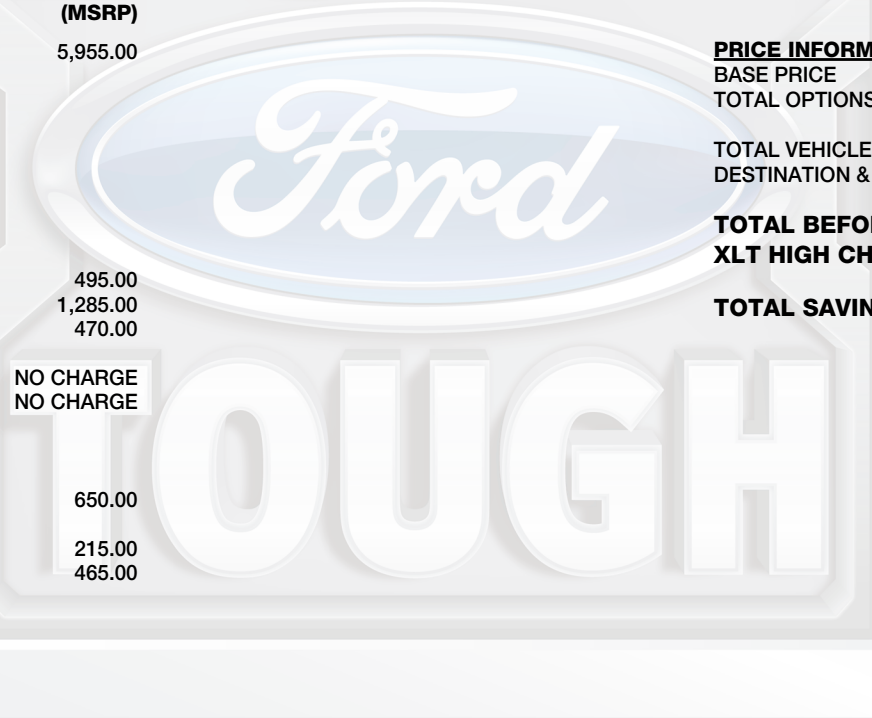 (MSRP)
5,955.00
495.00
1,285.00
470.00
NO CHARGE
NO CHARGE
650.00
215.00
465.00
PRICE INFORM
BASE PRICE
TOTAL OPTIONS
TOTAL VEHICLE
DESTINATION &
TOTAL BEFO
XLT HIGH CH
TOTAL SAVIN
Ford
TOUGH